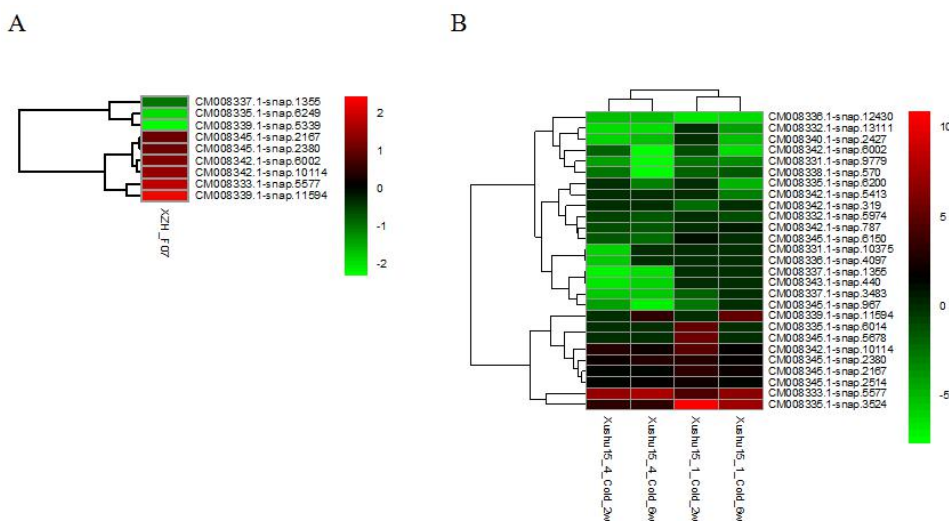 A
CM008337.1-snap.1355
CM008335.1-snap.6249
CM008339.1-snap.5339
CM008345.1-snap.2167
CM008345.1-snap.2380
CM008342.1-snap.6002
CM008342.1-snap.10114
CM008333.1-snap.5577
CM008339.1-snap.11594
XZH_F07
2
1
0
-1
-2
B
CM008336.1-snap.12430
CM008332.1-snap.13111
CM008340.1-snap.2427
CM008342.1-snap.6002
CM008331.1-snap.9779
CM008338.1-snap.570
CM008335.1-snap.6200
CM008342.1-snap.5413
CM008342.1-snap.319
CM008332.1-snap.5974
CM008342.1-snap.787
CM008345.1-snap.6150
CM008331.1-snap.10375
CM008336.1-snap.4097
CM008337.1-snap.1355
CM008343.1-snap.440
CM008337.1-snap.3483
CM008345.1-snap.967
CM008339.1-snap.11594
CM008335.1-snap.6014
CM008345.1-snap.5678
CM008342.1-snap.10114
CM008345.1-snap.2380
CM008345.1-snap.2167
CM008345.1-snap.2514
CM008333.1-snap.5577
CM008335.1-snap.3524
Xushu15_4_Cold_2w
Xushu15_4_Cold_6w
Xushu15_1_Cold_2w
Xushu15_1_Cold_6w
10
5
0
-5